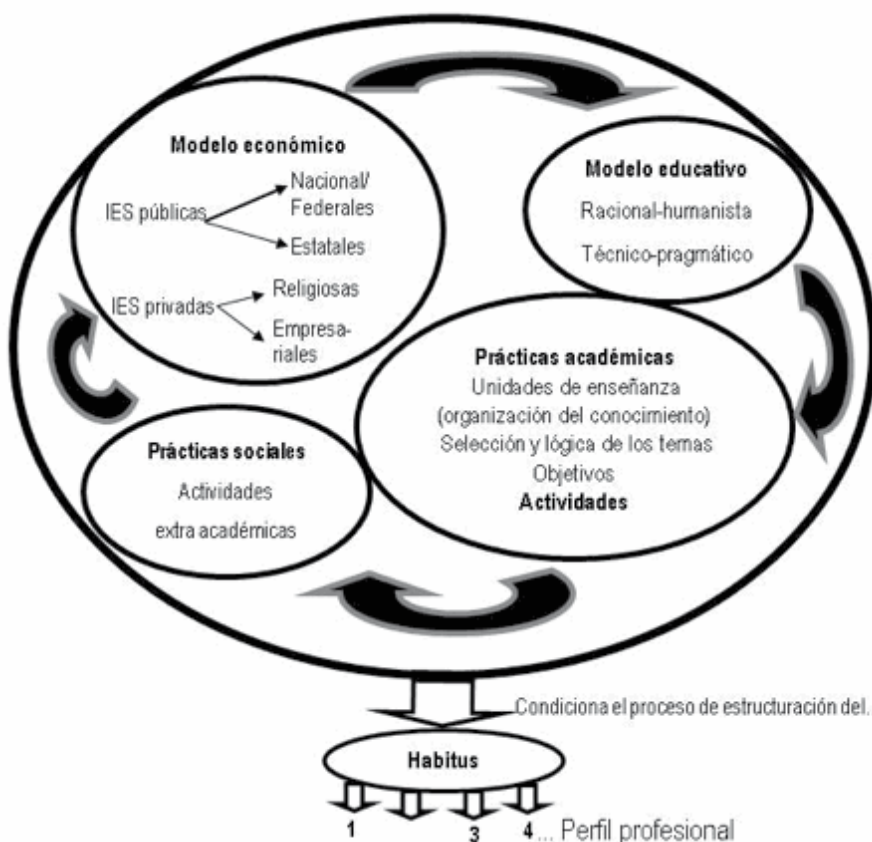 Modelo económico
IES públicas
Nacional/
Federales
Estatales
IES privadas
Religiosas
Empresa-
riales
Modelo educativo
Racional-humanista
Técnico-pragmático
Prácticas académicas
Unidades de enseñanza
(organización del conocimiento)
Selección y lógica de los temas
Objetivos
Actividades
Prácticas sociales
Actividades
extra académicas
Condiciona el proceso de estructuración del.
Habitus
1 3 4 ... Perfil profesional